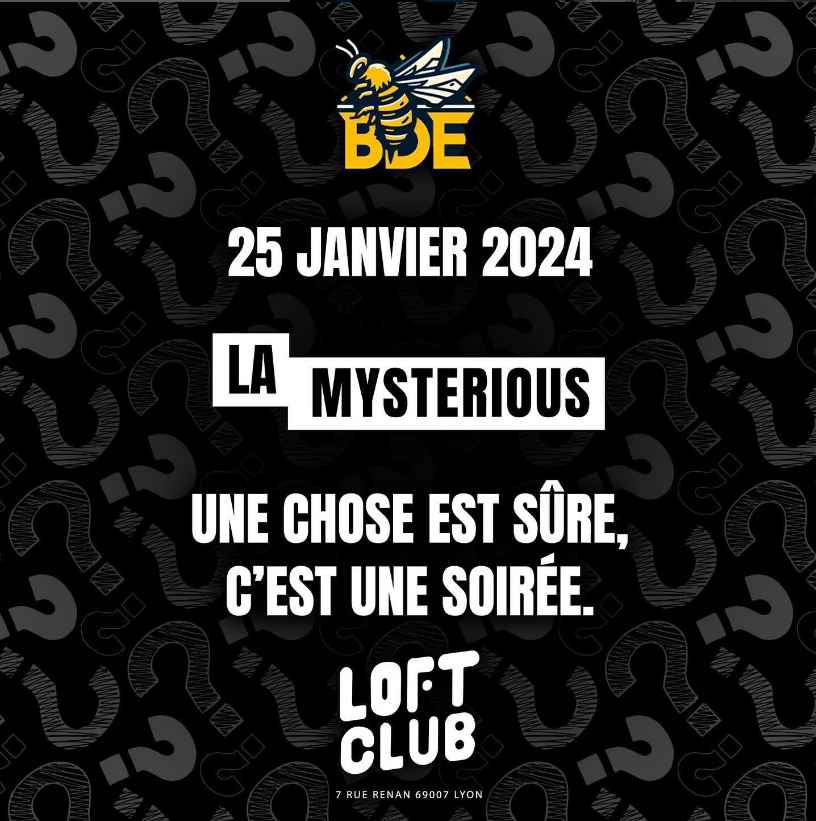 BDE
25 JANVIER 2024
LA
MYSTERIOUS
UNE CHOSE EST SÛRE,
C'EST UNE SOIRÉE.
LOFT
CLUB
7 RUE RENAN 69007 LYON